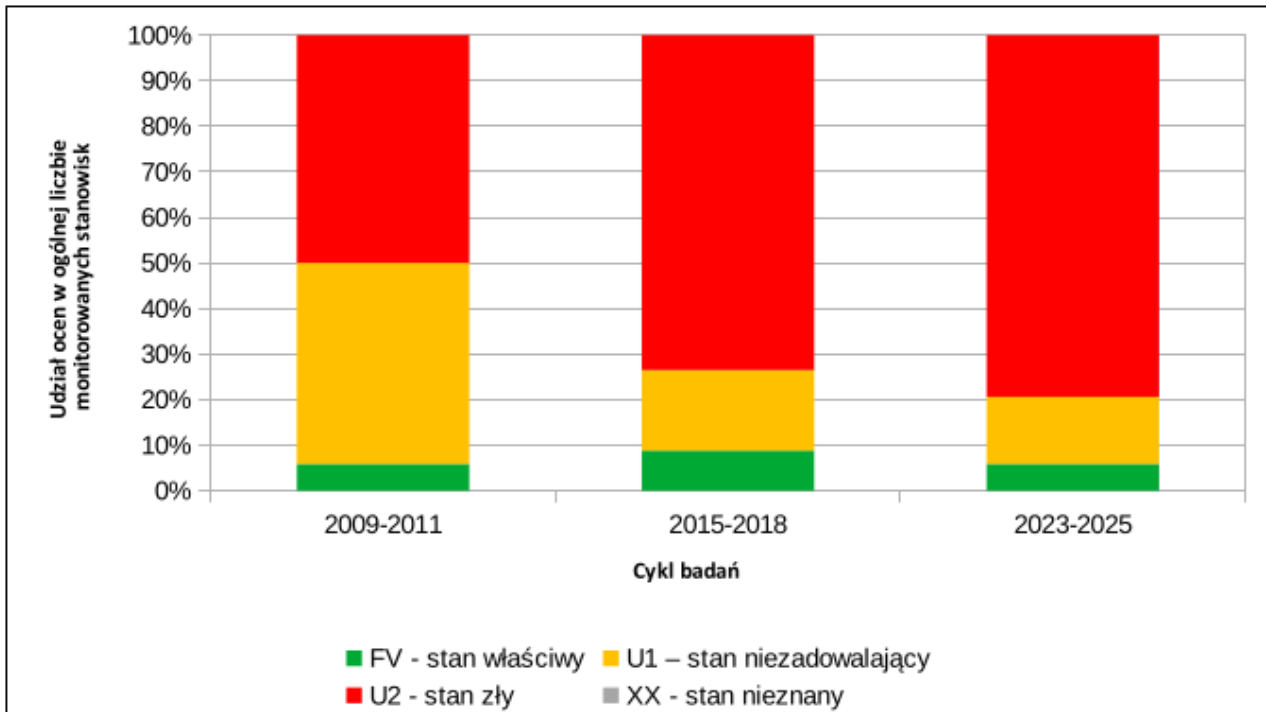 Udział ocen w ogólnej liczbie
monitorowanych stanowisk
100%
90%
80%
70%
60%
50%
40%
30%
20%
10%
0%
2009-2011 2015-2018 2023-2025
Cykl badań
FV - stan właściwy U1 – stan niezadowalający
U2 - stan zły XX - stan nieznany